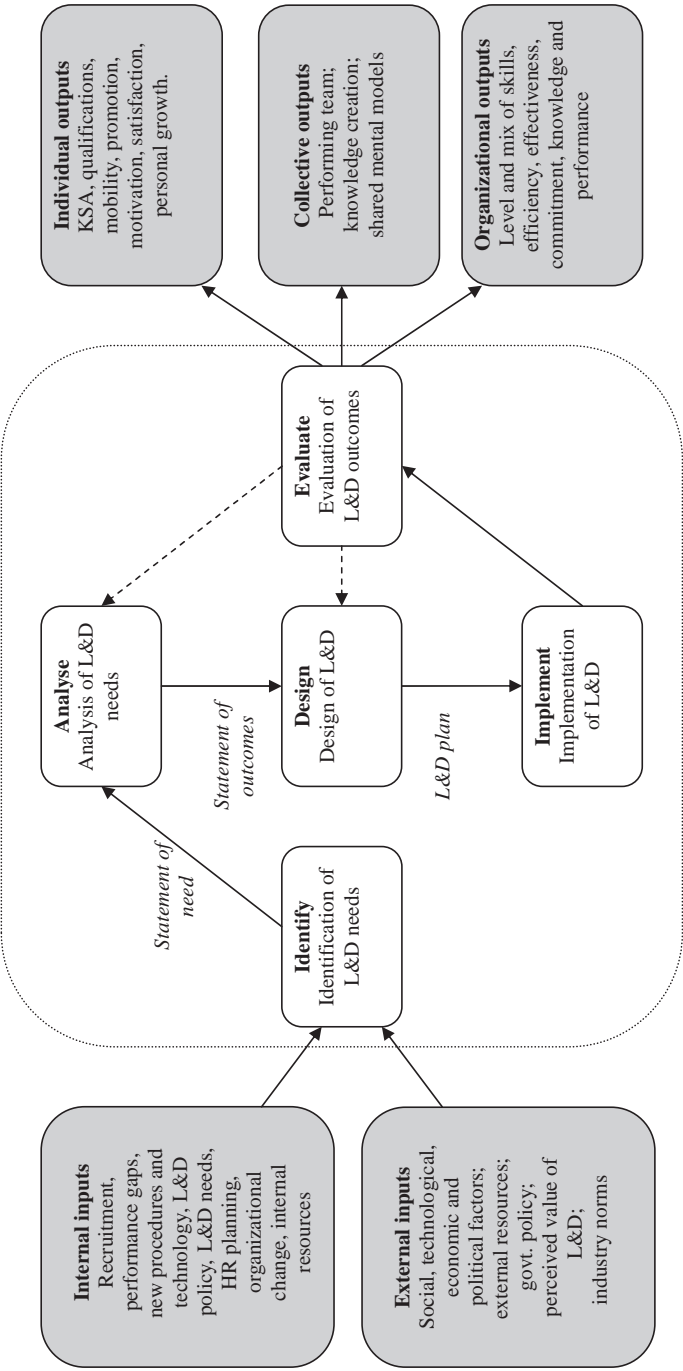 Internal inputs
Recruitment,
performance gaps,
new procedures and
technology, L&D
policy, L&D needs,
HR planning,
organizational
change, internal
resources
External inputs
Social, technological,
economic and
political factors;
external resources;
govt. policy;
perceived value of
L&D;
industry norms
Identify
Identification of
L&D needs
Statement of
need
Analyse
Analysis of L&D
needs
Statement of
outcomes
Design
Design of L&D
L&D plan
Implement
Implementation
of L&D
Evaluate
Evaluation of
L&D outcomes
Individual outputs
KSA, qualifications,
mobility, promotion,
motivation, satisfaction,
personal growth.
Collective outputs
Performing team;
knowledge creation;
shared mental models
Organizational outputs
Level and mix of skills,
efficiency, effectiveness,
commitment, knowledge and
performance